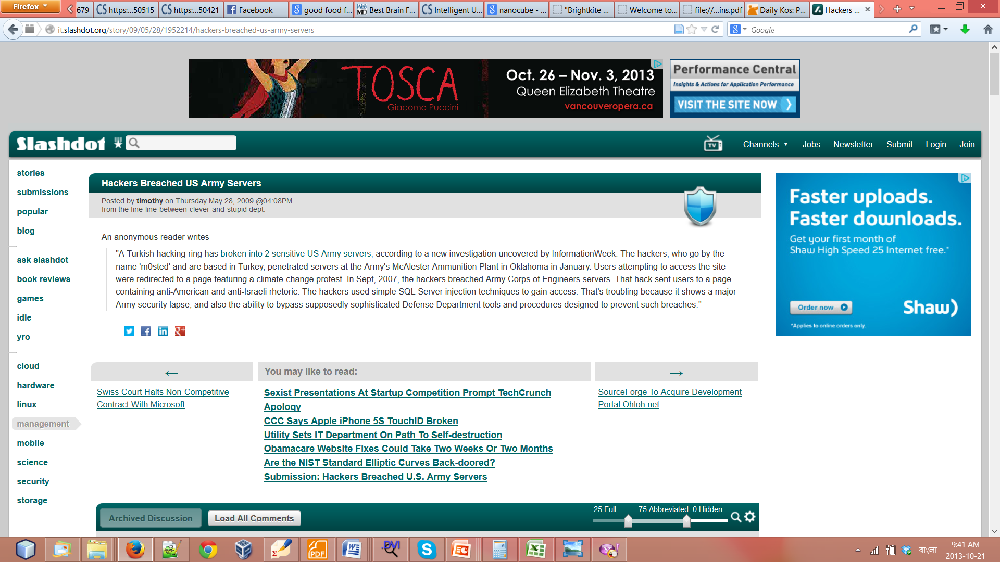 Firefox
679
https:...50515
https:...50421
Facebook
good food f...
Best Brain F...
Intelligent U...
nanocube - ...
"Brightkite ...
Welcome to...
file://...ins.pdf
Daily Kos: P...
Hackers ...
it.slashdot.org/story/09/05/28/1952214/hackers-breached-us-army-servers
Google
TOSCA
Giacomo Puccini
Oct. 26 – Nov. 3, 2013
Queen Elizabeth Theatre
vancouveropera.ca
Performance Central
Insights & Actions for Application Performance
VISIT THE SITE NOW
Slashdot
TV
Channels
Jobs
Newsletter
Submit
Login
Join
stories
submissions
popular
blog
ask slashdot
book reviews
games
idle
yro
cloud
hardware
linux
management
mobile
science
security
storage
Hackers Breached US Army Servers
Posted by timothy on Thursday May 28, 2009 @04:08PM
from the fine-line-between-clever-and-stupid dept.
An anonymous reader writes
"A Turkish hacking ring has broken into 2 sensitive US Army servers, according to a new investigation uncovered by InformationWeek. The hackers, who go by the
name 'm0sted' and are based in Turkey, penetrated servers at the Army's McAlester Ammunition Plant in Oklahoma in January. Users attempting to access the site
were redirected to a page featuring a climate-change protest. In Sept, 2007, the hackers breached Army Corps of Engineers servers. That hack sent users to a page
containing anti-American and anti-Israeli rhetoric. The hackers used simple SQL Server injection techniques to gain access. That's troubling because it shows a major
Army security lapse, and also the ability to bypass supposedly sophisticated Defense Department tools and procedures designed to prevent such breaches."
Faster uploads.
Faster downloads.
Get your first month of
Shaw High Speed 25 Internet free.*
Order now
Shaw)
*Applies to online orders only.
←
Swiss Court Halts Non-Competitive
Contract With Microsoft
You may like to read:
Sexist Presentations At Startup Competition Prompt TechCrunch
Apology
CCC Says Apple iPhone 5S TouchID Broken
Utility Sets IT Department On Path To Self-destruction
Obamacare Website Fixes Could Take Two Weeks Or Two Months
Are the NIST Standard Elliptic Curves Back-doored?
Submission: Hackers Breached U.S. Army Servers
→
SourceForge To Acquire Development
Portal Ohloh.net
Archived Discussion
Load All Comments
25 Full
75 Abbreviated
0 Hidden
PDF
DVI
বাংলা
9:41 AM
2013-10-21